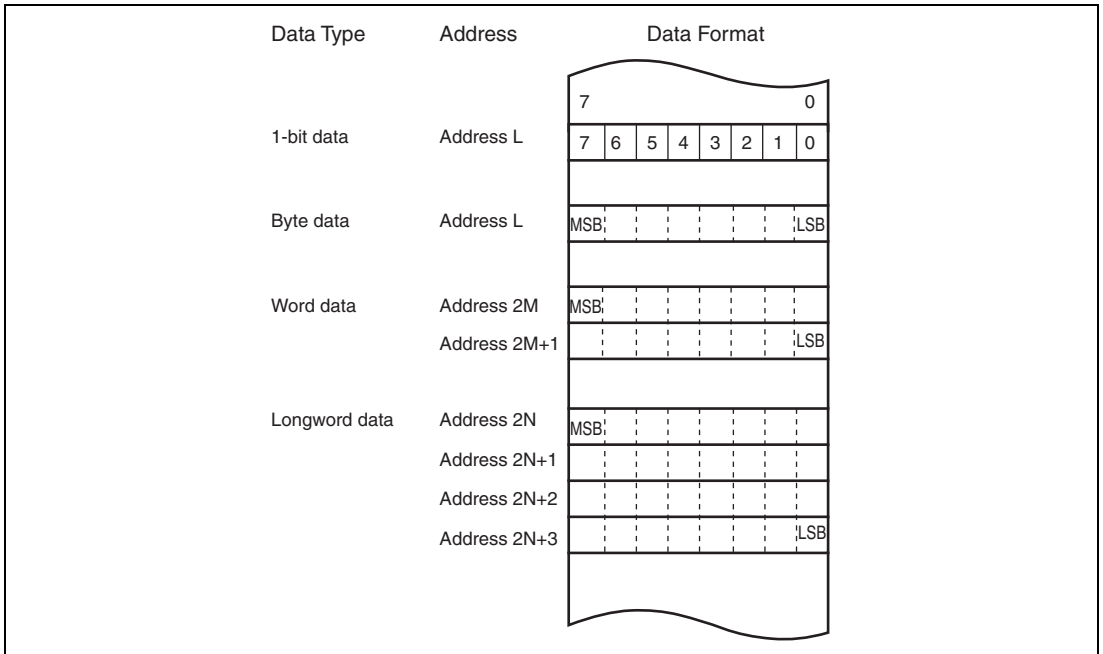 Data Type Address Data Format
7 0
1-bit data Address L 7 6 5 4 3 2 1 0
Byte data Address L MSB LSB
Word data Address 2M MSB
Address 2M+1 LSB
Longword data Address 2N MSB
Address 2N+1
Address 2N+2
Address 2N+3 LSB